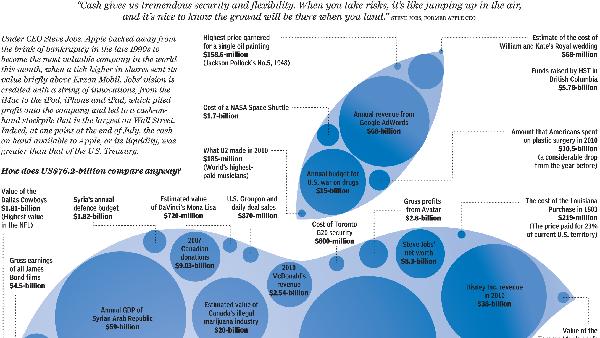 "Cash gives us tremendous security and flexibility. When you take risks, it's like jumping up in the air,
and it's nice to know the ground will be there when you land." STEVE JOBS, FORMER APPLE CEO
Under CEO Steve Jobs, Apple backed away from
the brink of bankruptcy in the late 1990s to
become the most valuable company in the world
this month, when a tick higher in shares sent its
value briefly above Exxon Mobil. Jobs' vision is
credited with a string of innovations, from the
iMac to the iPod, iPhone and iPad, which piled
profit onto the company and led to a cash-on-
hand stockpile that is the largest on Wall Street.
Indeed, at one point at the end of July, the cash
on hand available to Apple, or its liquidity, was
greater than that of the U.S. Treasury.
How does US$76.2-billion compare anyway?
Highest price garnered
for a single oil painting
$158.6-million
(Jackson Pollock's No.5, 1948)
Cost of a NASA Space Shuttle
$1.7-billion
What U2 made in 2010
$195-million
(World's highest-
paid musicians)
Annual revenue from
Google AdWords
$68-billion
Annual budget for
U.S. war on drugs
$15-billion
Estimate of the cost of
William and Kate's Royal wedding
$68-million
Funds raised by HST in
British Columbia
$5.78-billion
Amount that Americans spent
on plastic surgery in 2010
$10.5-billion
(a considerable drop
from the year before)
Value of the
Dallas Cowboys
$1.81-billion
(Highest value
in the NFL)
Syria's annual
defence budget
$1.82-billion
Estimated value
of DaVinci's Mona Lisa
$720-million
U.S. Groupon and
daily deal sales
$870-million
Cost of Toronto
G20 security
$800-million
Gross profits
from Avatar
$2.8-billion
The cost of the Louisiana
Purchase in 1803
$219-million
(The price paid for 23%
of current U.S. territory)
Gross earnings
of all James
Bond films
$4.5-billion
2007
Canadian
donations
$9.03-billion
2010
McDonald's
revenue
$2.54-billion
Steve Jobs'
net worth
$8.3-billion
Disney Inc. revenue
in 2010
$38-billion
Annual GDP of
Syrian Arab Republic
$59-billion
Estimated value of
Canada's illegal
marijuana industry
$20-billion
Value of the